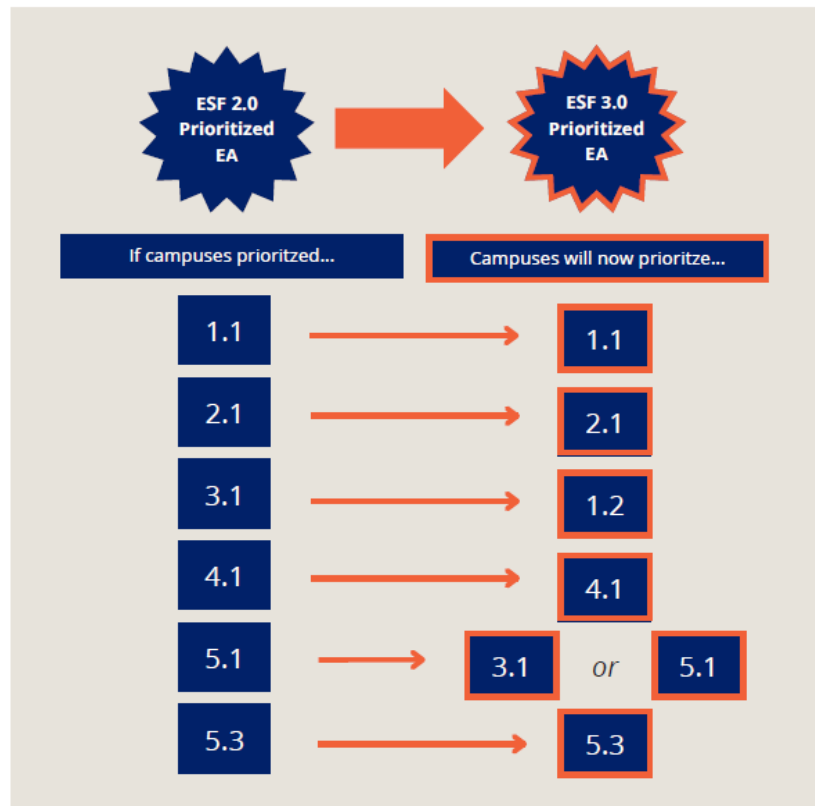 ESF 2.0
Prioritized
EA
ESF 3.0
Prioritized
EA
If campuses prioritzed...
Campuses will now prioritze...
1.1
1.1
2.1
2.1
3.1
1.2
4.1
4.1
5.1
3.1 or 5.1
5.3
5.3